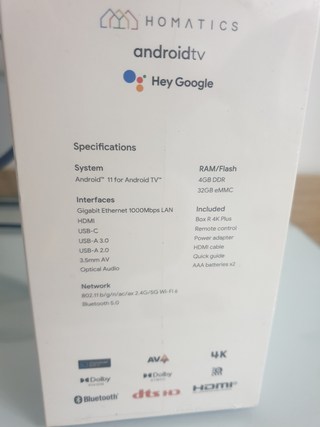 HOMATICS
androidtv
Hey Google
Specifications
System
Android™ 11 for Android TV™
Interfaces
Gigabit Ethernet 1000Mbps LAN
HDMI
USB-C
USB-A 3.0
USB-A 2.0
3.5mm AV
Optical Audio
Network
802.11 b/g/n/ac/ax 2.4G/5G Wi-Fi 6
Bluetooth 5.0
RAM/Flash
4GB DDR
32GB eMMC
Included
Box R 4K Plus
Remote control
Power adapter
HDMI cable
Quick guide
AAA batteries x2
AV1
4K
Dolby
Dolby
Bluetooth
dts HD
HDMI